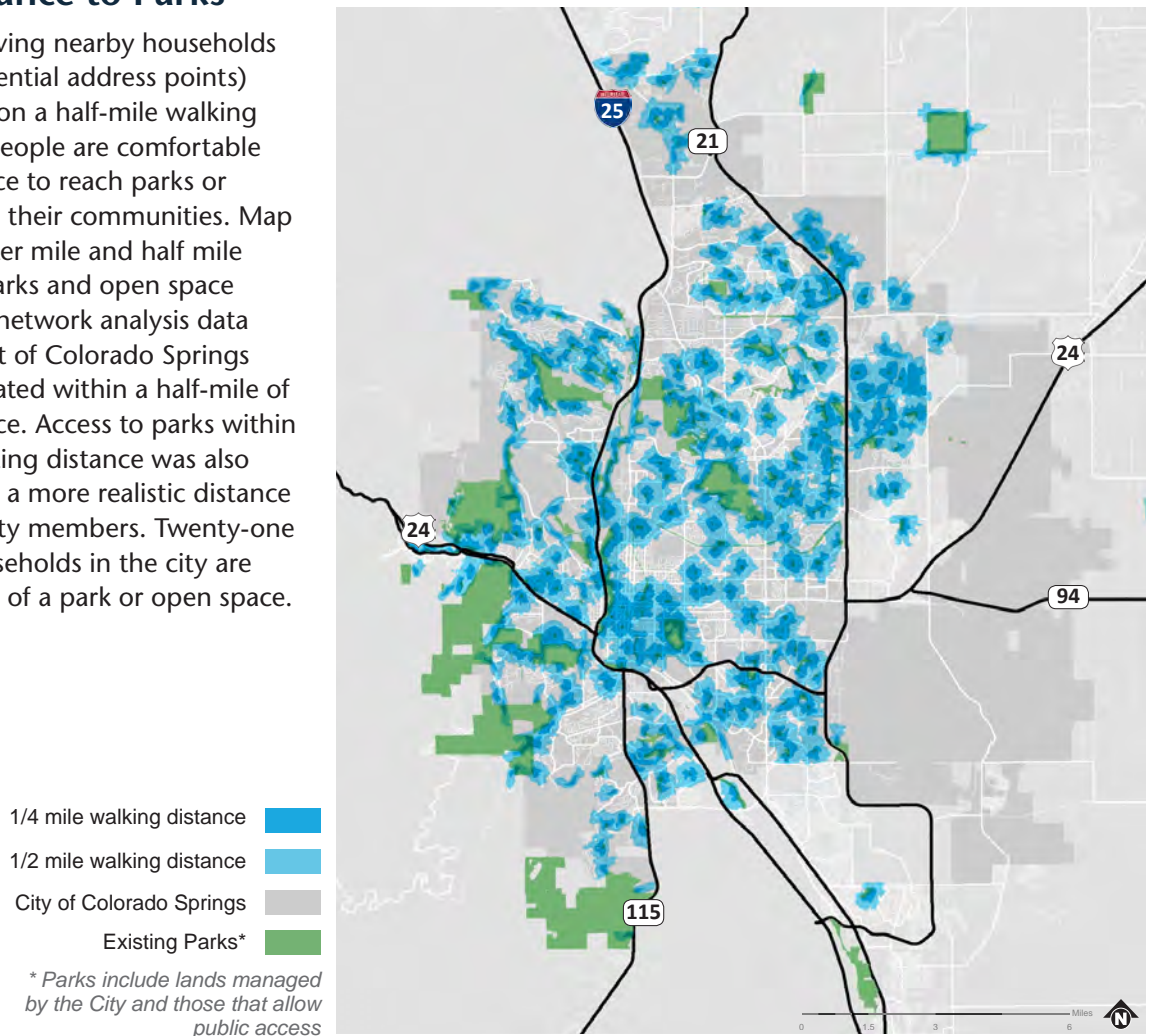 ance to Parks
ving nearby households
ential address points)
on a half-mile walking
eople are comfortable
ce to reach parks or
their communities. Map
er mile and half mile
arks and open space
network analysis data
t of Colorado Springs
ated within a half-mile of
ce. Access to parks within
ing distance was also
a more realistic distance
ty members. Twenty-one
seholds in the city are
of a park or open space.
25
21
24
24
94
115
1/4 mile walking distance
1/2 mile walking distance
City of Colorado Springs
Existing Parks*
* Parks include lands managed
by the City and those that allow
public access
Miles
0 1.5 3 6
N